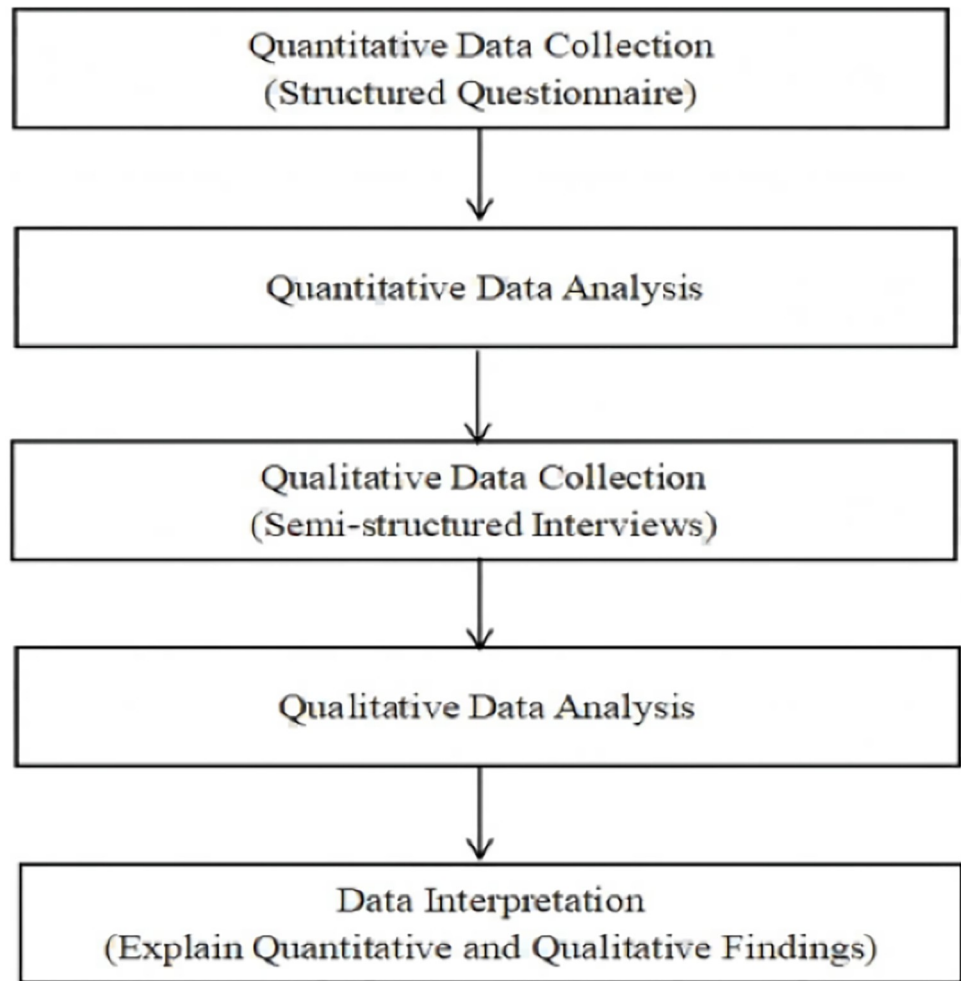 Quantitative Data Collection
(Structured Questionnaire)
Quantitative Data Analysis
Qualitative Data Collection
(Semi-structured Interviews)
Qualitative Data Analysis
Data Interpretation
(Explain Quantitative and Qualitative Findings)